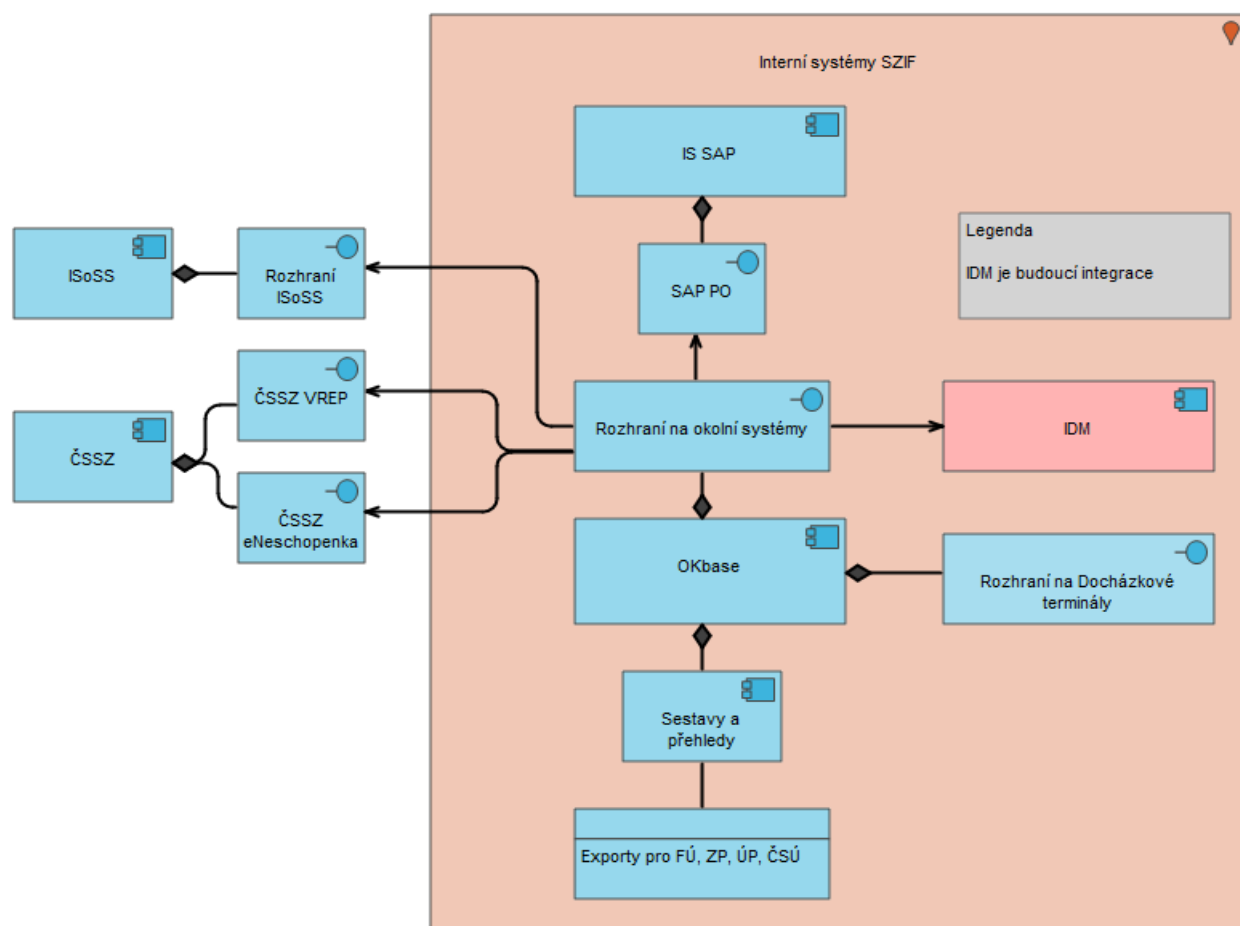 Interní systémy SZIF
IS SAP
ISoSS
Rozhraní
ISoSS
SAP PO
Legenda
IDM je budoucí integrace
ČSSZ VREP
Rozhraní na okolní systémy
IDM
ČSSZ
ČSSZ
eNeschopenka
OKbase
Rozhraní na Docházkové
terminály
Sestavy a
přehledy
Exporty pro FÚ, ZP, ÚP, ČSÚ